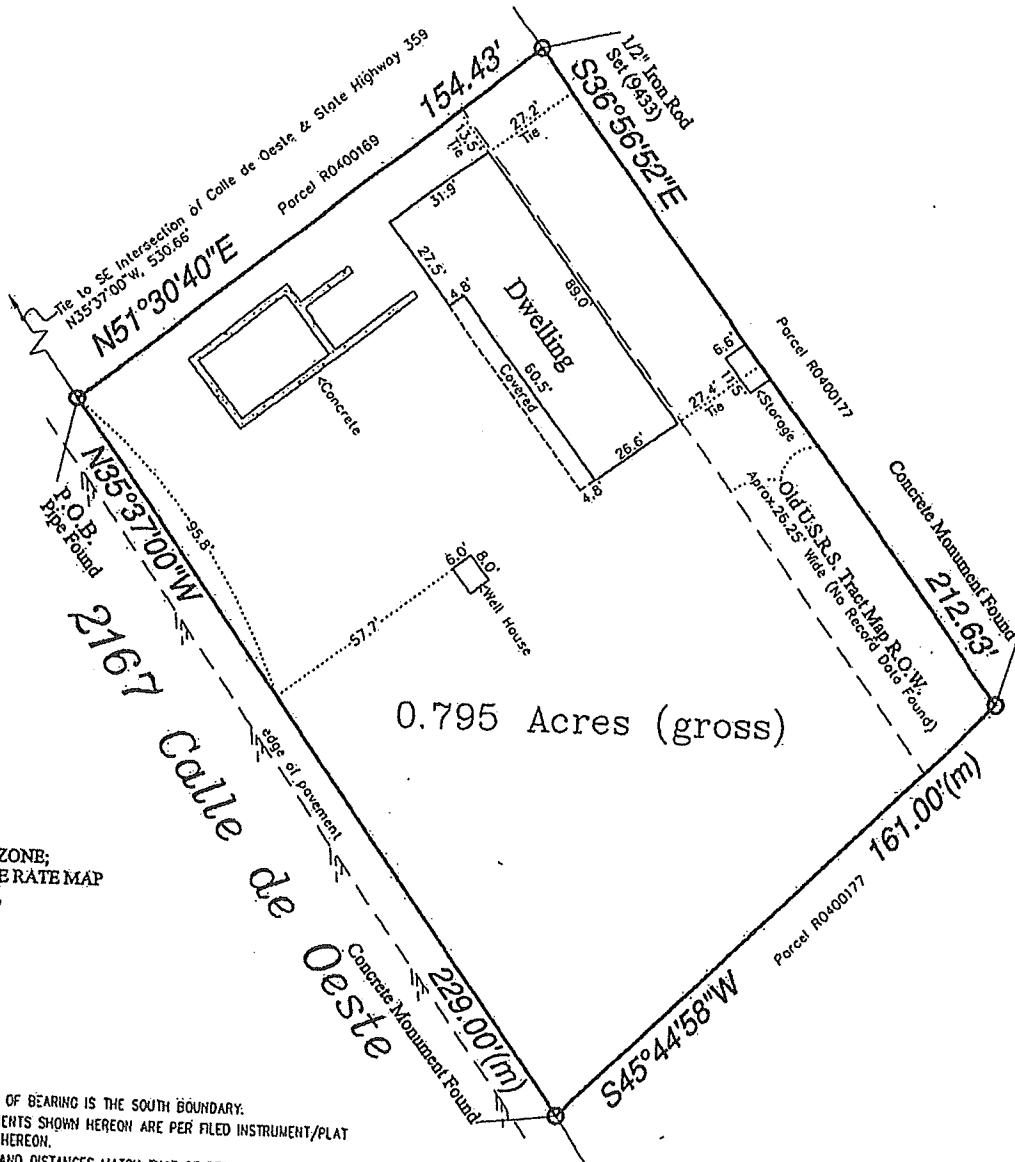 Tie to SE Intersection of Calle de Oeste & State Highway 359
N35°37'00"W, 530.66'
Parcel R0400169
N51°30'40"E
154.43'
1/2" Iron Rod
Set (9433)
S36°56'52"E
212.63'
13.5'
Tie
27.2'
Tie
31.9'
27.5'
4.8'
Dwelling
89.0'
60.5'
Covered
26.6'
4.8'
<Concrete
6.6'
11.5'
<Storage
27.4'
Tie
Parcel R0400177
Old U.S.R.S. Tract Map R.O.W.
Aprox.26.25' Wide (No Record Data Found)
Concrete Monument Found
P.O.B.
Pipe Found
N35°37'00"W
95.8'
57.7'
6.0'
8.0'
<Well House
0.795 Acres (gross)
2167 Calle de Oeste
edge of pavement
229.00'(m)
Concrete Monument Found
S45°44'58"W
161.00'(m)
Parcel R0400177
ZONE;
E RATE MAP
OF BEARING IS THE SOUTH BOUNDARY.
ENTS SHOWN HEREON ARE PER FILED INSTRUMENT/PLAT
HEREON.